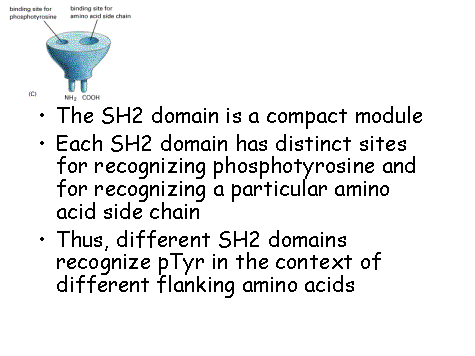 binding site for
phosphotyrosine
binding site for
amino acid side chain
(C)
NH2 COOH
• The SH2 domain is a compact module
• Each SH2 domain has distinct sites
for recognizing phosphotyrosine and
for recognizing a particular amino
acid side chain
• Thus, different SH2 domains
recognize pTyr in the context of
different flanking amino acids